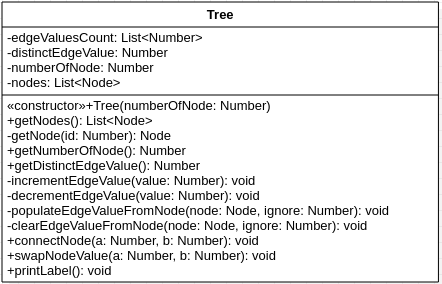 Tree
-edgeValuesCount: List<Number>
-distinctEdgeValue: Number
-numberOfNode: Number
-nodes: List<Node>
«constructor»+Tree(numberOfNode: Number)
+getNodes(): List<Node>
-getNode(id: Number): Node
+getNumberOfNode(): Number
+getDistinctEdgeValue(): Number
-incrementEdgeValue(value: Number): void
-decrementEdgeValue(value: Number): void
-populateEdgeValueFromNode(node: Node, ignore: Number): void
-clearEdgeValueFromNode(node: Node, ignore: Number): void
+connectNode(a: Number, b: Number): void
+swapNodeValue(a: Number, b: Number): void
+printLabel(): void